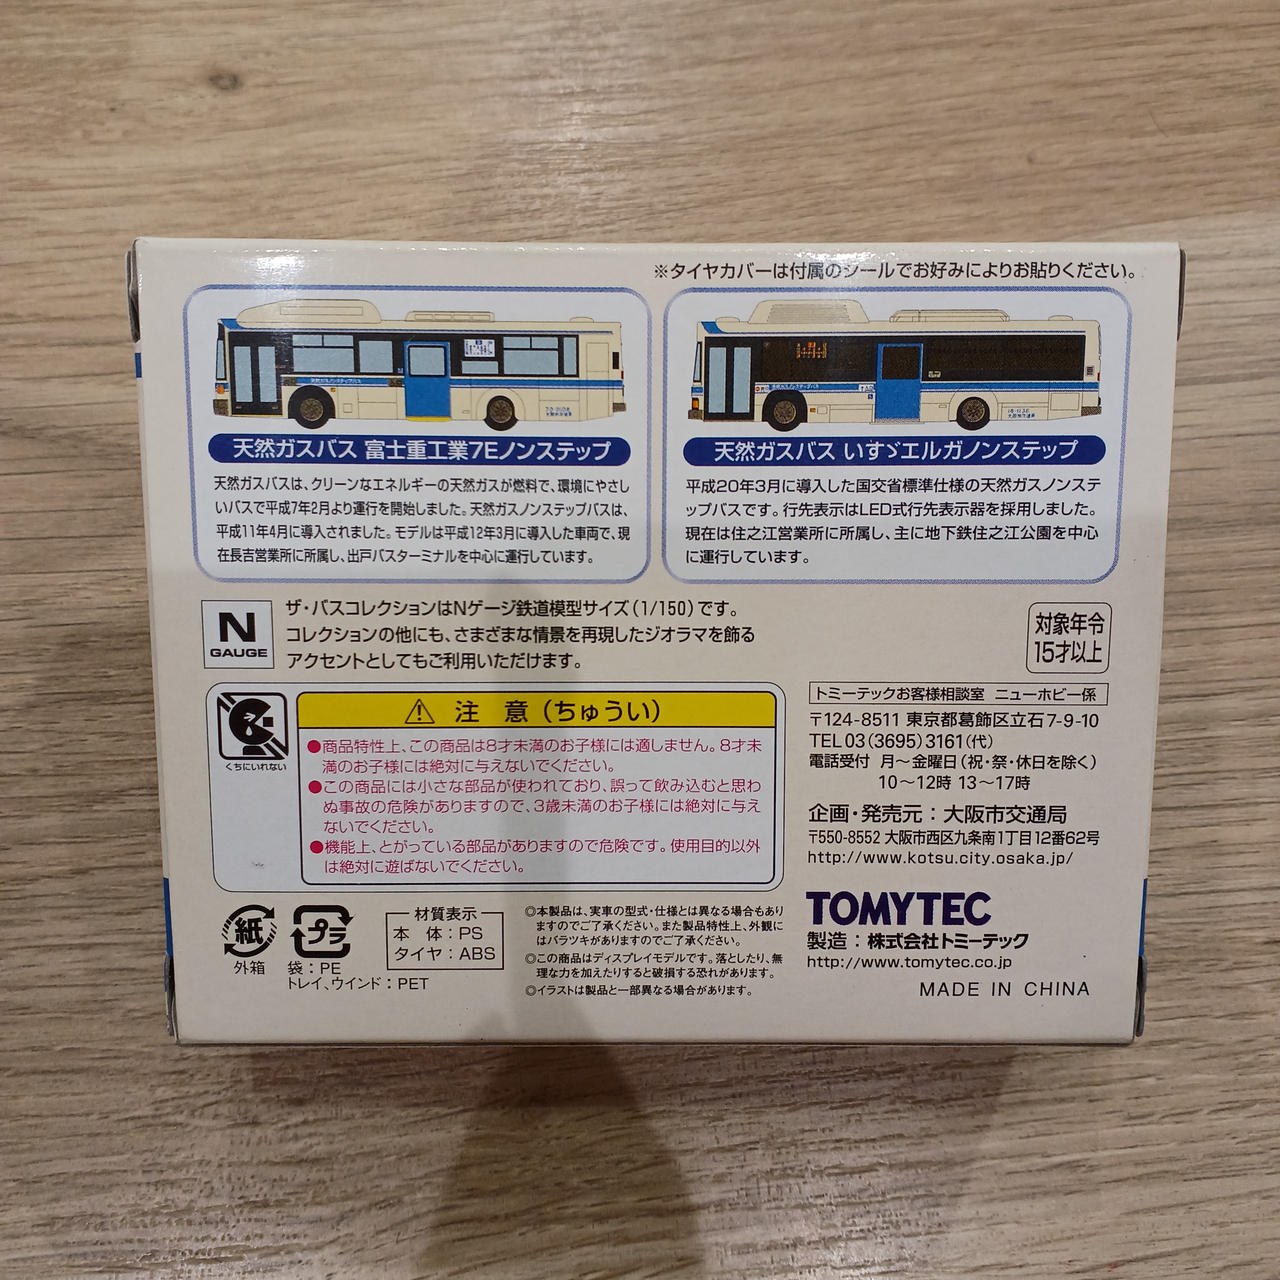 ※タイヤカバーは付属のシールでお好みによりお貼りください。
天然ガスバス 富士重工業7Eノンステップ
天然ガスバスは、クリーンなエネルギーの天然ガスが燃料で、環境にやさし
いバスで平成7年2月より運行を開始しました。天然ガスノンステップバスは、
平成11年4月に導入されました。モデルは平成12年3月に導入した車両で、現
在長吉営業所に所属し、出戸バスターミナルを中心に運行しています。
天然ガスバス いすゞエルガノンステップ
平成20年3月に導入した国交省標準仕様の天然ガスノンステ
ップバスです。行先表示はLED式行先表示器を採用しました。
現在は住之江営業所に所属し、主に地下鉄住之江公園を中心
に運行しています。
N
GAUGE
ザ・バスコレクションはNゲージ鉄道模型サイズ(1/150)です。
コレクションの他にも、さまざまな情景を再現したジオラマを飾る
アクセントとしてもご利用いただけます。
対象年令
15才以上
くちにいれない
注 意(ちゅうい)
●商品特性上、この商品は8才未満のお子様には適しません。8才未
満のお子様には絶対に与えないでください。
●この商品には小さな部品が使われており、誤って飲み込むと思わ
ぬ事故の危険がありますので、3歳未満のお子様には絶対に与え
ないでください。
●機能上、とがっている部品がありますので危険です。使用目的以外
は絶対に遊ばないでください。
トミーテックお客様相談室 ニューホビー係
〒124-8511 東京都葛飾区立石7-9-10
TEL 03(3695)3161(代)
電話受付 月〜金曜日(祝・祭・休日を除く)
10〜12時 13〜17時
企画・発売元:大阪市交通局
〒550-8552 大阪市西区九条南1丁目12番62号
http://www.kotsu.city.osaka.jp/
TOMYTEC
製造:株式会社トミーテック
http://www.tomytec.co.jp
MADE IN CHINA
紙
外箱
プラ
袋:PE
トレイ、ウインド:PET
材質表示
本 体:PS
タイヤ:ABS
◎本製品は、実車の型式・仕様とは異なる場合もあり
ますのでご了承ください。また製品特性上、外観に
はバラツキがありますのでご了承ください。
◎この商品はディスプレイモデルです。落としたり、無
理な力を加えたりすると破損する恐れがあります。
◎イラストは製品と一部異なる場合があります。